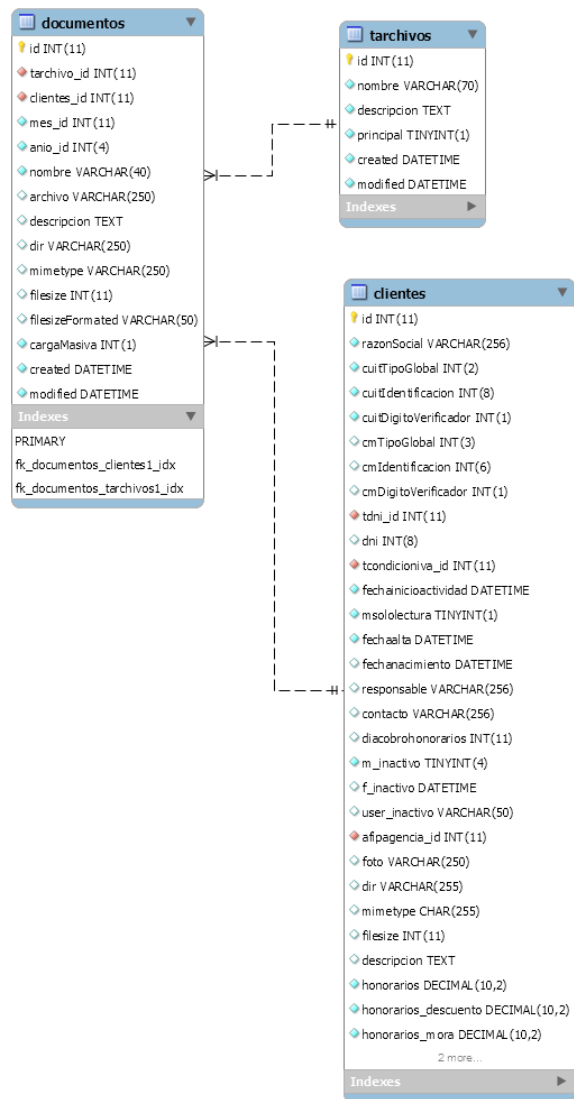 documentos
id INT(11)
tarchivo_id INT(11)
clientes_id INT(11)
mes_id INT(11)
anio_id INT(4)
nombre VARCHAR(40)
archivo VARCHAR(250)
descripcion TEXT
dir VARCHAR(250)
mimetype VARCHAR(250)
filesize INT(11)
filesizeFormated VARCHAR(50)
cargaMasiva INT(1)
created DATETIME
modified DATETIME
Indexes
PRIMARY
fk_documentos_clientes1_idx
fk_documentos_tarchivos1_idx
tarchivos
id INT(11)
nombre VARCHAR(70)
descripcion TEXT
principal TINYINT(1)
created DATETIME
modified DATETIME
Indexes
clientes
id INT(11)
razonSocial VARCHAR(256)
cuitTipoGlobal INT(2)
cuitIdentificacion INT(8)
cuitDigitoVerificador INT(1)
cmTipoGlobal INT(3)
cmIdentificacion INT(6)
cmDigitoVerificador INT(1)
tdni_id INT(11)
dni INT(8)
tcondicioniva_id INT(11)
fechainicioactividad DATETIME
msololectura TINYINT(1)
fechaalta DATETIME
fechanacimiento DATETIME
responsable VARCHAR(256)
contacto VARCHAR(256)
diacobrohonorarios INT(11)
m_inactivo TINYINT(4)
f_inactivo DATETIME
user_inactivo VARCHAR(50)
afipagencia_id INT(11)
foto VARCHAR(250)
dir VARCHAR(255)
mimetype CHAR(255)
filesize INT(11)
descripcion TEXT
honorarios DECIMAL(10,2)
honorarios_descuento DECIMAL(10,2)
honorarios_mora DECIMAL(10,2)
2 more...
Indexes